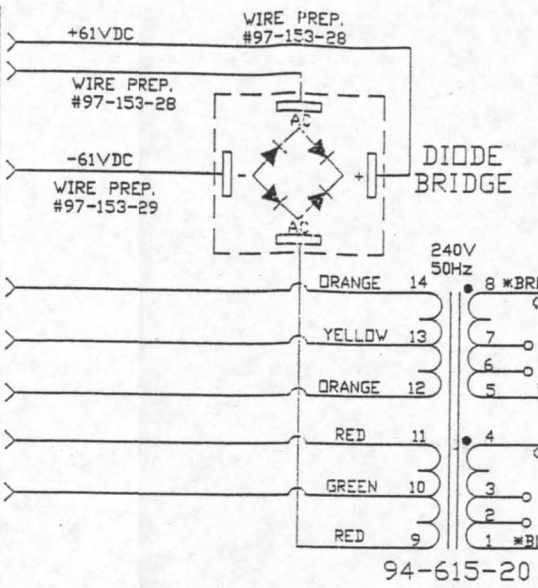 WIRE PREP.
#97-153-28
+61VDC
WIRE PREP.
#97-153-28
AC
-61VDC
- +
DIODE
BRIDGE
WIRE PREP.
#97-153-29
AC
240V
50Hz
ORANGE 14 8 *BR
YELLOW 13 7
6
ORANGE 12 5
RED 11 4
GREEN 10 3
2
RED 9 1 *B
94-615-20